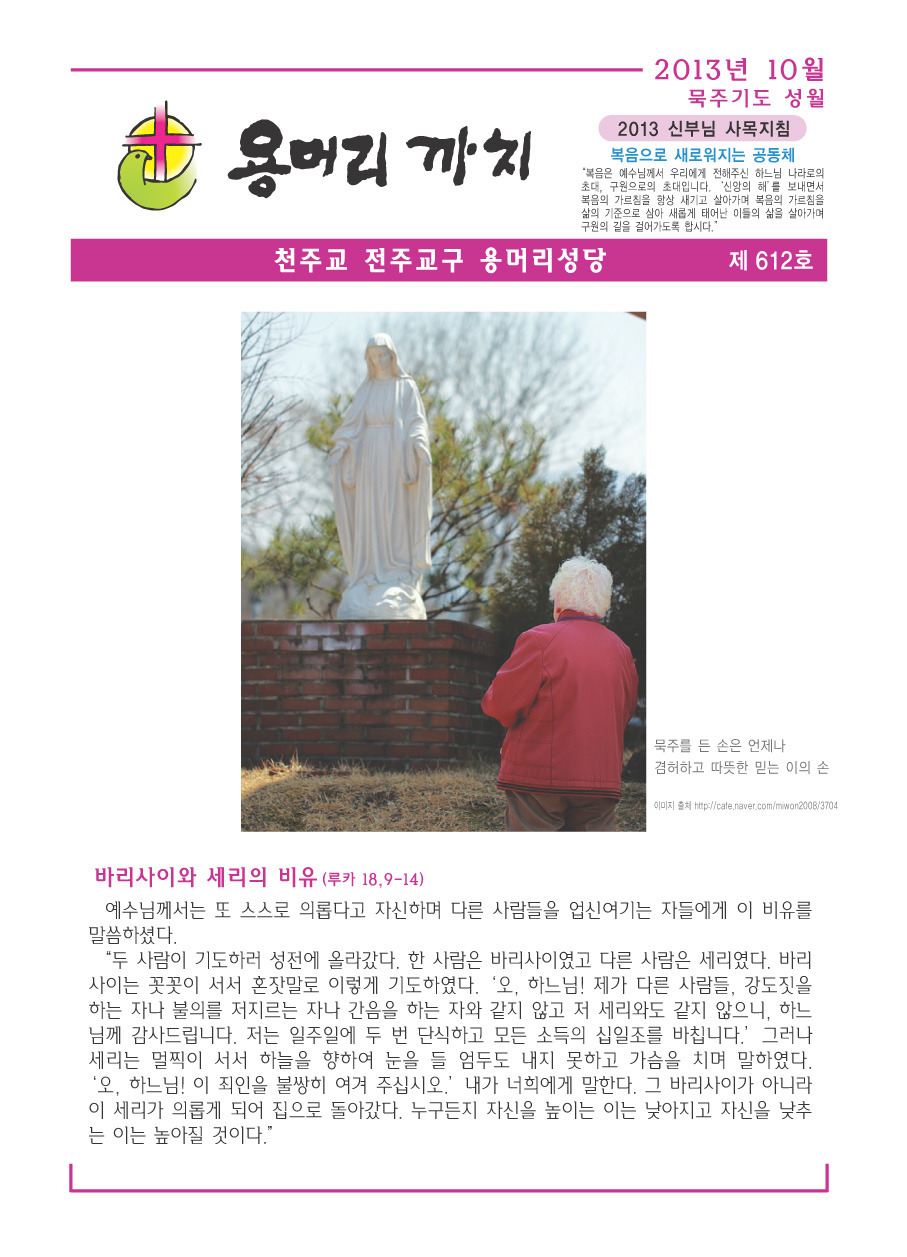 2013년 10월
묵주기도 성월
용머리 까치
2013 신부님 사목지침
복음으로 새로워지는 공동체
"복음은 예수님께서 우리에게 전해주신 하느님 나라로의
초대, 구원으로의 초대입니다. '신앙의 해'를 보내면서
복음의 가르침을 항상 새기고 살아가며 복음의 가르침을
삶의 기준으로 삼아 새롭게 태어난 이들의 삶을 살아가며
구원의 길을 걸어가도록 합시다."
천주교 전주교구 용머리성당 제 612호
묵주를 든 손은 언제나
겸허하고 따뜻한 믿는 이의 손
이미지 출처 http://cafe.naver.com/miwon2008/3704
바리사이와 세리의 비유 (루카 18,9-14)
예수님께서는 또 스스로 의롭다고 자신하며 다른 사람들을 업신여기는 자들에게 이 비유를
말씀하셨다.
"두 사람이 기도하러 성전에 올라갔다. 한 사람은 바리사이였고 다른 사람은 세리였다. 바리
사이는 꼿꼿이 서서 혼잣말로 이렇게 기도하였다. '오, 하느님! 제가 다른 사람들, 강도짓을
하는 자나 불의를 저지르는 자나 간음을 하는 자와 같지 않고 저 세리와도 같지 않으니, 하느
님께 감사드립니다. 저는 일주일에 두 번 단식하고 모든 소득의 십일조를 바칩니다.' 그러나
세리는 멀찍이 서서 하늘을 향하여 눈을 들 엄두도 내지 못하고 가슴을 치며 말하였다.
'오, 하느님! 이 죄인을 불쌍히 여겨 주십시오.' 내가 너희에게 말한다. 그 바리사이가 아니라
이 세리가 의롭게 되어 집으로 돌아갔다. 누구든지 자신을 높이는 이는 낮아지고 자신을 낮추
는 이는 높아질 것이다."